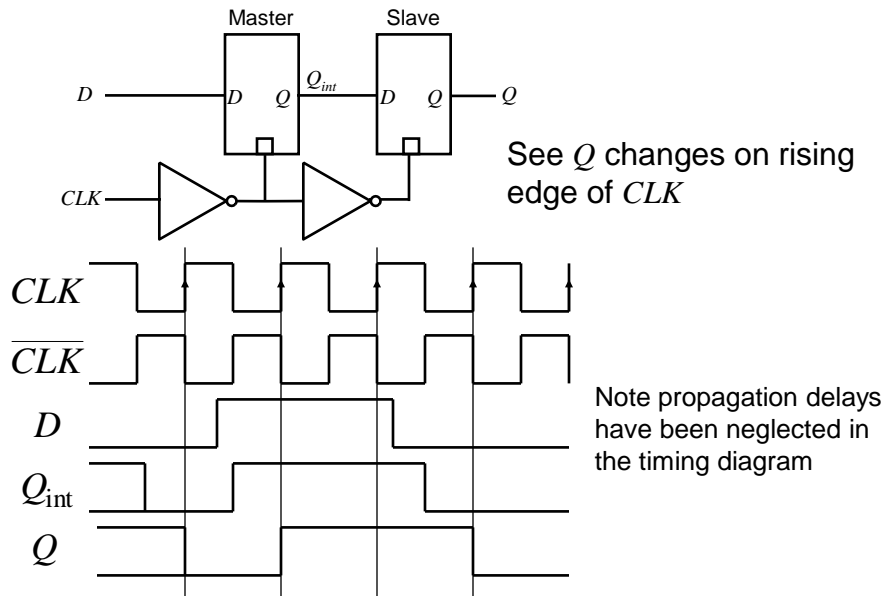 Master Slave
D D Q Q_int D Q Q
CLK
See Q changes on rising
edge of CLK
CLK
C̅L̅K̅
D
Q_int
Q
Note propagation delays
have been neglected in
the timing diagram